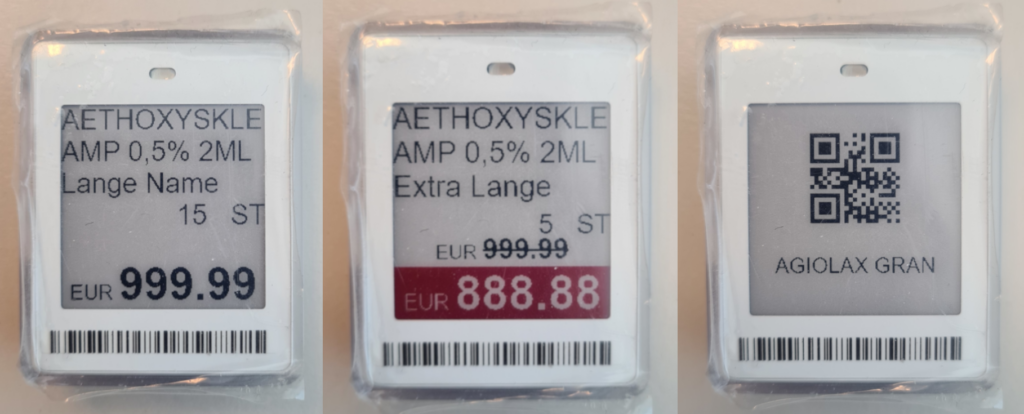 AETHOXYSKLE
AMP 0,5% 2ML
Lange Name
15 ST
EUR 999.99
AETHOXYSKLE
AMP 0,5% 2ML
Extra Lange
5 ST
EUR 999.99
EUR 888.88
AGIOLAX GRAN